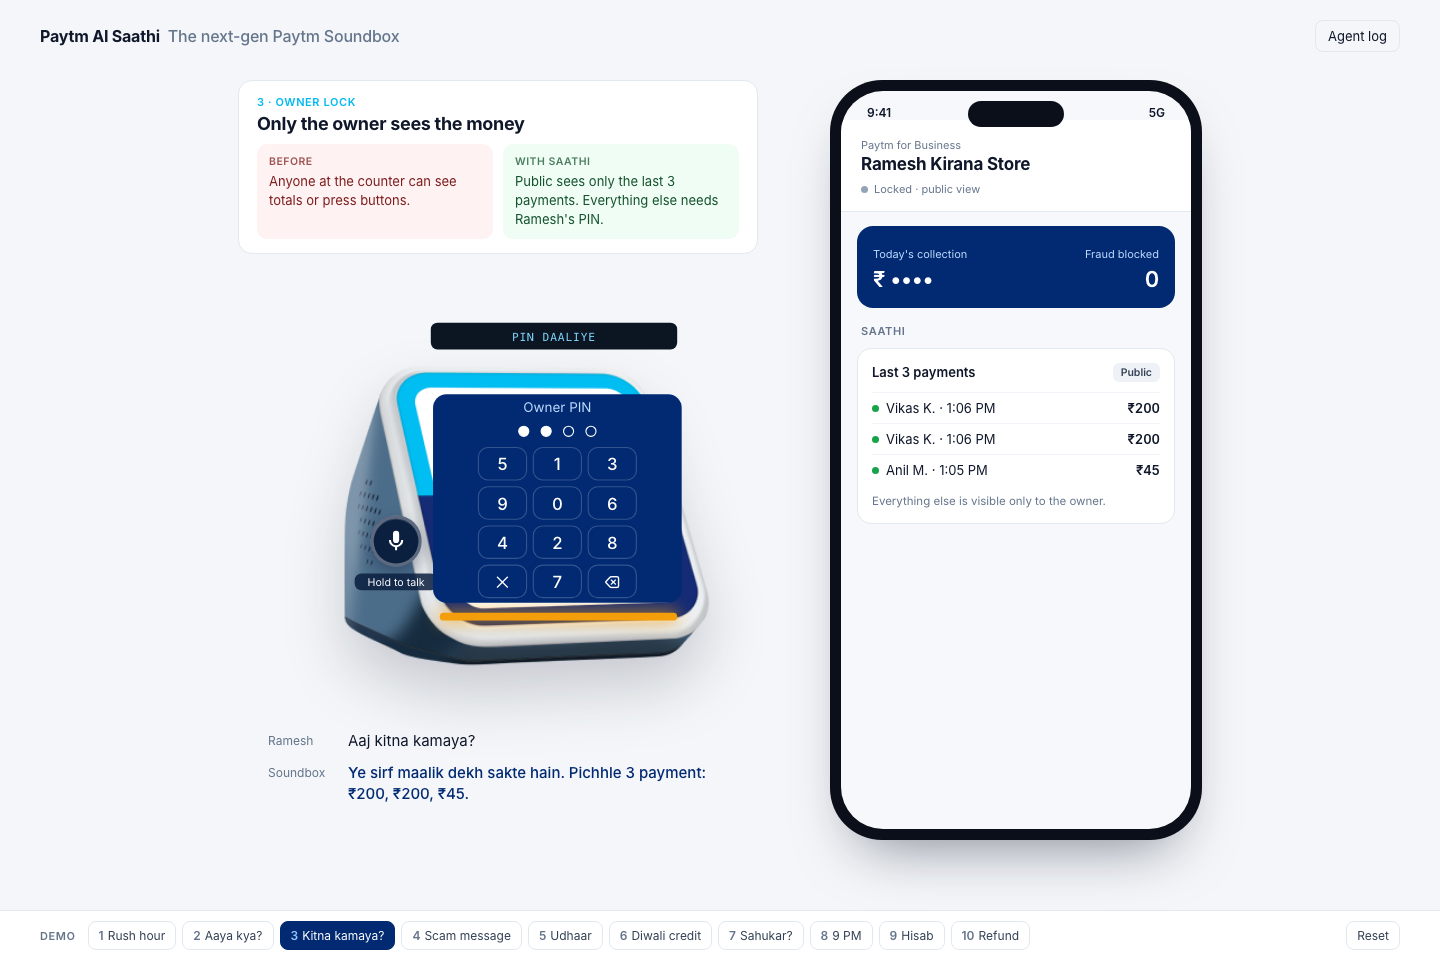 Paytm AI Saathi The next-gen Paytm Soundbox
Agent log
3 · OWNER LOCK
Only the owner sees the money
BEFORE
Anyone at the counter can see
totals or press buttons.
WITH SAATHI
Public sees only the last 3
payments. Everything else needs
Ramesh's PIN.
PIN DAALIYE
Owner PIN
5 1 3
9 0 6
4 2 8
7
Hold to talk
Ramesh Aaj kitna kamaya?
Soundbox Ye sirf maalik dekh sakte hain. Pichhle 3 payment:
₹200, ₹200, ₹45.
9:41 5G
Paytm for Business
Ramesh Kirana Store
Locked · public view
Today's collection Fraud blocked
₹ •••• 0
SAATHI
Last 3 payments Public
Vikas K. · 1:06 PM ₹200
Vikas K. · 1:06 PM ₹200
Anil M. · 1:05 PM ₹45
Everything else is visible only to the owner.
DEMO 1 Rush hour 2 Aaya kya? 3 Kitna kamaya? 4 Scam message 5 Udhaar 6 Diwali credit 7 Sahukar? 8 9 PM 9 Hisab 10 Refund Reset